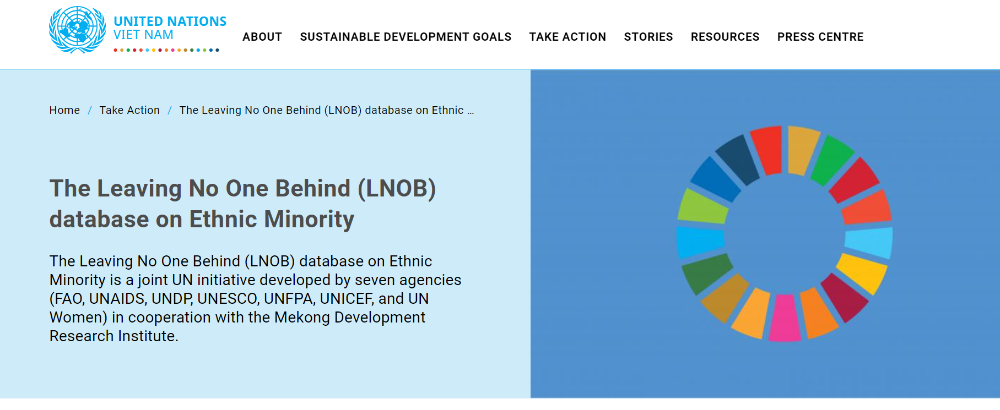 UNITED NATIONS
VIET NAM
ABOUT SUSTAINABLE DEVELOPMENT GOALS TAKE ACTION STORIES RESOURCES PRESS CENTRE
Home / Take Action / The Leaving No One Behind (LNOB) database on Ethnic ...
The Leaving No One Behind (LNOB)
database on Ethnic Minority
The Leaving No One Behind (LNOB) database on Ethnic
Minority is a joint UN initiative developed by seven agencies
(FAO, UNAIDS, UNDP, UNESCO, UNFPA, UNICEF, and UN
Women) in cooperation with the Mekong Development
Research Institute.